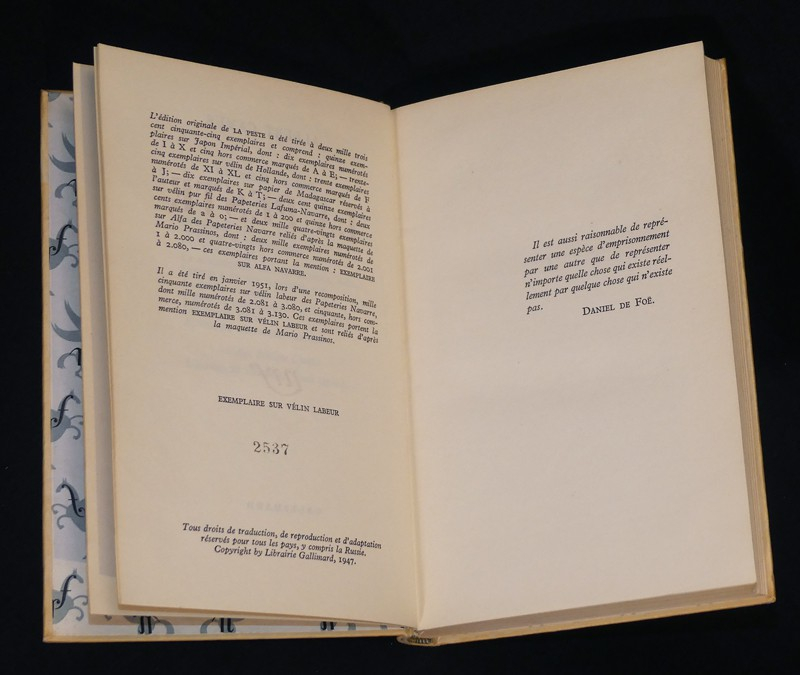 L'édition originale de LA PESTE a été tirée à deux mille trois
cent cinquante-cinq exemplaires et comprend : quinze exem-
plaires sur Japon Impérial, dont : dix exemplaires numérotés
de I à X et cinq hors commerce marqués de A à E; — trente-
cinq exemplaires sur vélin de Hollande, dont : trente exemplaires
numérotés de XI à XL et cinq hors commerce marqués de F
à J; — dix exemplaires sur papier de Madagascar réservés à
l'auteur et marqués de K à T; — deux cent quinze exemplaires
sur vélin pur fil des Papeteries Lafuma-Navarre, dont : deux
cents exemplaires numérotés de 1 à 200 et quinze hors commerce
marqués de a à o; — et deux mille quatre-vingts exemplaires
sur Alfa des Papeteries Navarre reliés d'après la maquette de
Mario Prassinos, dont : deux mille exemplaires numérotés de
1 à 2.000 et quatre-vingts hors commerce numérotés de 2.001
à 2.080, — ces exemplaires portant la mention : EXEMPLAIRE
SUR ALFA NAVARRE.
Il a été tiré en janvier 1951, lors d'une recomposition, mille
cinquante exemplaires sur vélin labeur des Papeteries Navarre,
dont mille numérotés de 2.081 à 3.080, et cinquante, hors com-
merce, numérotés de 3.081 à 3.130. Ces exemplaires portent la
mention EXEMPLAIRE SUR VÉLIN LABEUR et sont reliés d'après
la maquette de Mario Prassinos.
EXEMPLAIRE SUR VÉLIN LABEUR
2537
Tous droits de traduction, de reproduction et d'adaptation
réservés pour tous les pays, y compris la Russie.
Copyright by Librairie Gallimard, 1947.
Il est aussi raisonnable de repré-
senter une espèce d'emprisonnement
par une autre que de représenter
n'importe quelle chose qui existe réel-
lement par quelque chose qui n'existe
pas.
DANIEL DE FOË.